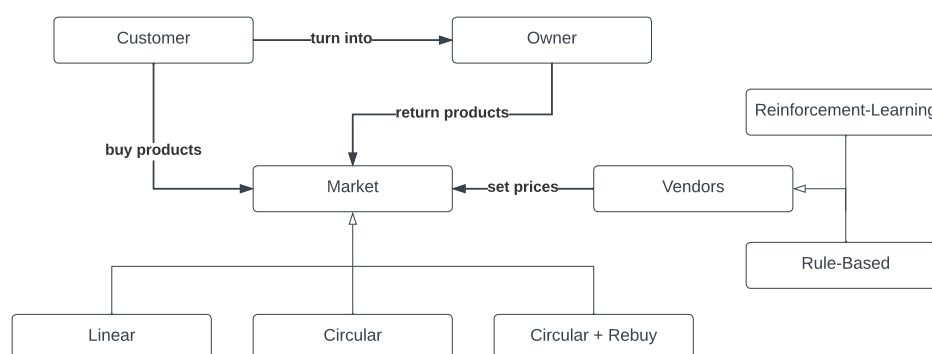 Customer
turn into
Owner
return products
Reinforcement-Learning
buy products
Market
set prices
Vendors
Rule-Based
Linear
Circular
Circular + Rebuy